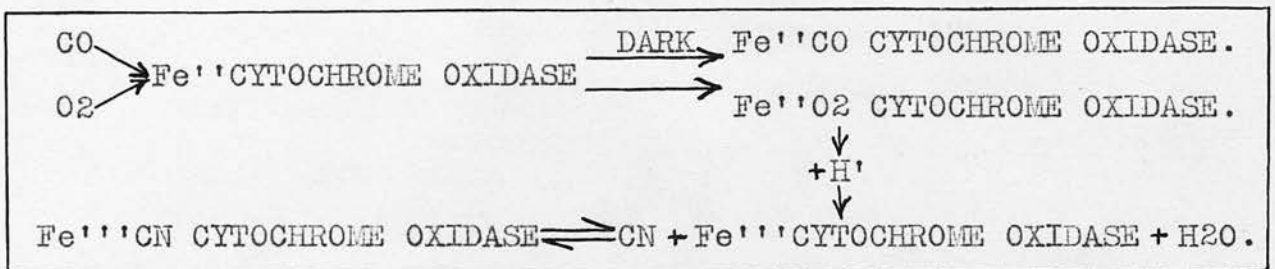 CO DARK Fe''CO CYTOCHROME OXIDASE.
Fe''CYTOCHROME OXIDASE
O2 Fe''O2 CYTOCHROME OXIDASE.
+H'
Fe'''CN CYTOCHROME OXIDASE CN + Fe'''CYTOCHROME OXIDASE + H2O.